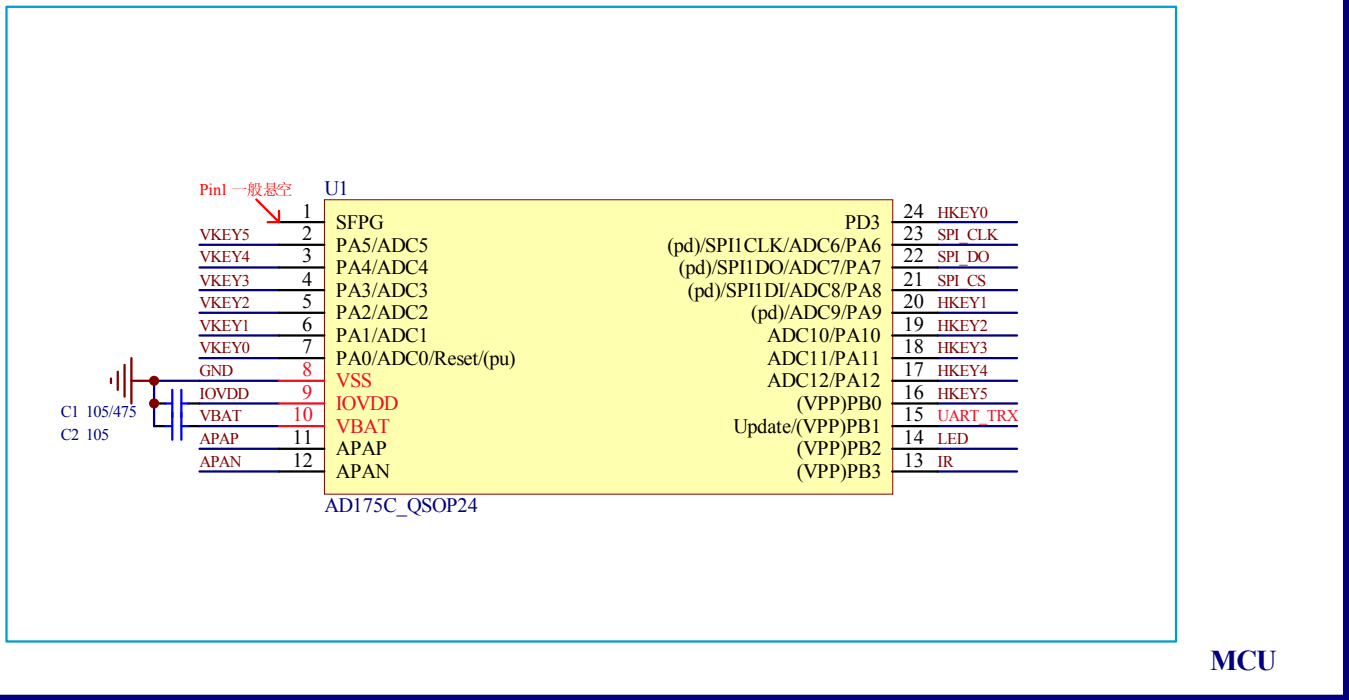 Pin1 一般悬空
U1
1 SFPG
VKEY5 2 PA5/ADC5
VKEY4 3 PA4/ADC4
VKEY3 4 PA3/ADC3
VKEY2 5 PA2/ADC2
VKEY1 6 PA1/ADC1
VKEY0 7 PA0/ADC0/Reset/(pu)
GND 8 VSS
IOVDD 9 IOVDD
VBAT 10 VBAT
APAP 11 APAP
APAN 12 APAN
C1 105/475
C2 105
PD3 24 HKEY0
(pd)/SPI1CLK/ADC6/PA6 23 SPI_CLK
(pd)/SPI1DO/ADC7/PA7 22 SPI_DO
(pd)/SPI1DI/ADC8/PA8 21 SPI_CS
(pd)/ADC9/PA9 20 HKEY1
ADC10/PA10 19 HKEY2
ADC11/PA11 18 HKEY3
ADC12/PA12 17 HKEY4
(VPP)PB0 16 HKEY5
Update/(VPP)PB1 15 UART_TRX
(VPP)PB2 14 LED
(VPP)PB3 13 IR
AD175C_QSOP24
MCU